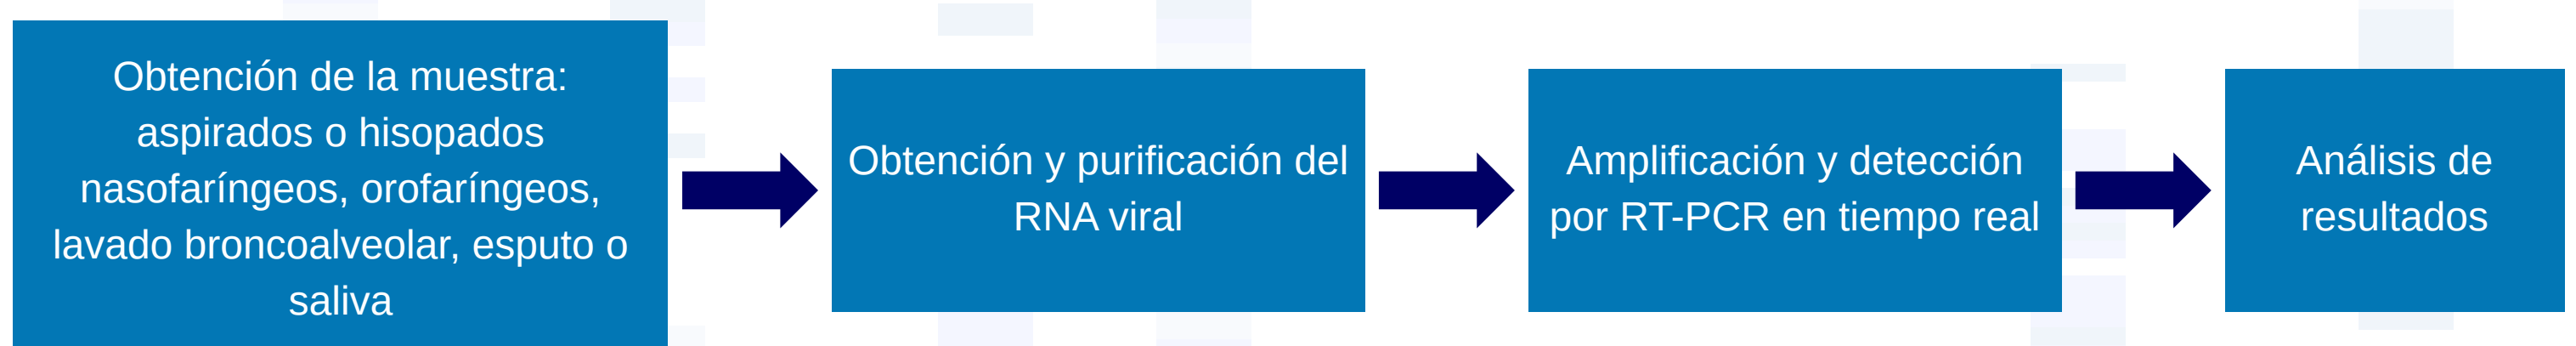 Obtención de la muestra:
aspirados o hisopados
nasofaríngeos, orofaríngeos,
lavado broncoalveolar, esputo o
saliva
Obtención y purificación del
RNA viral
Amplificación y detección
por RT-PCR en tiempo real
Análisis de
resultados